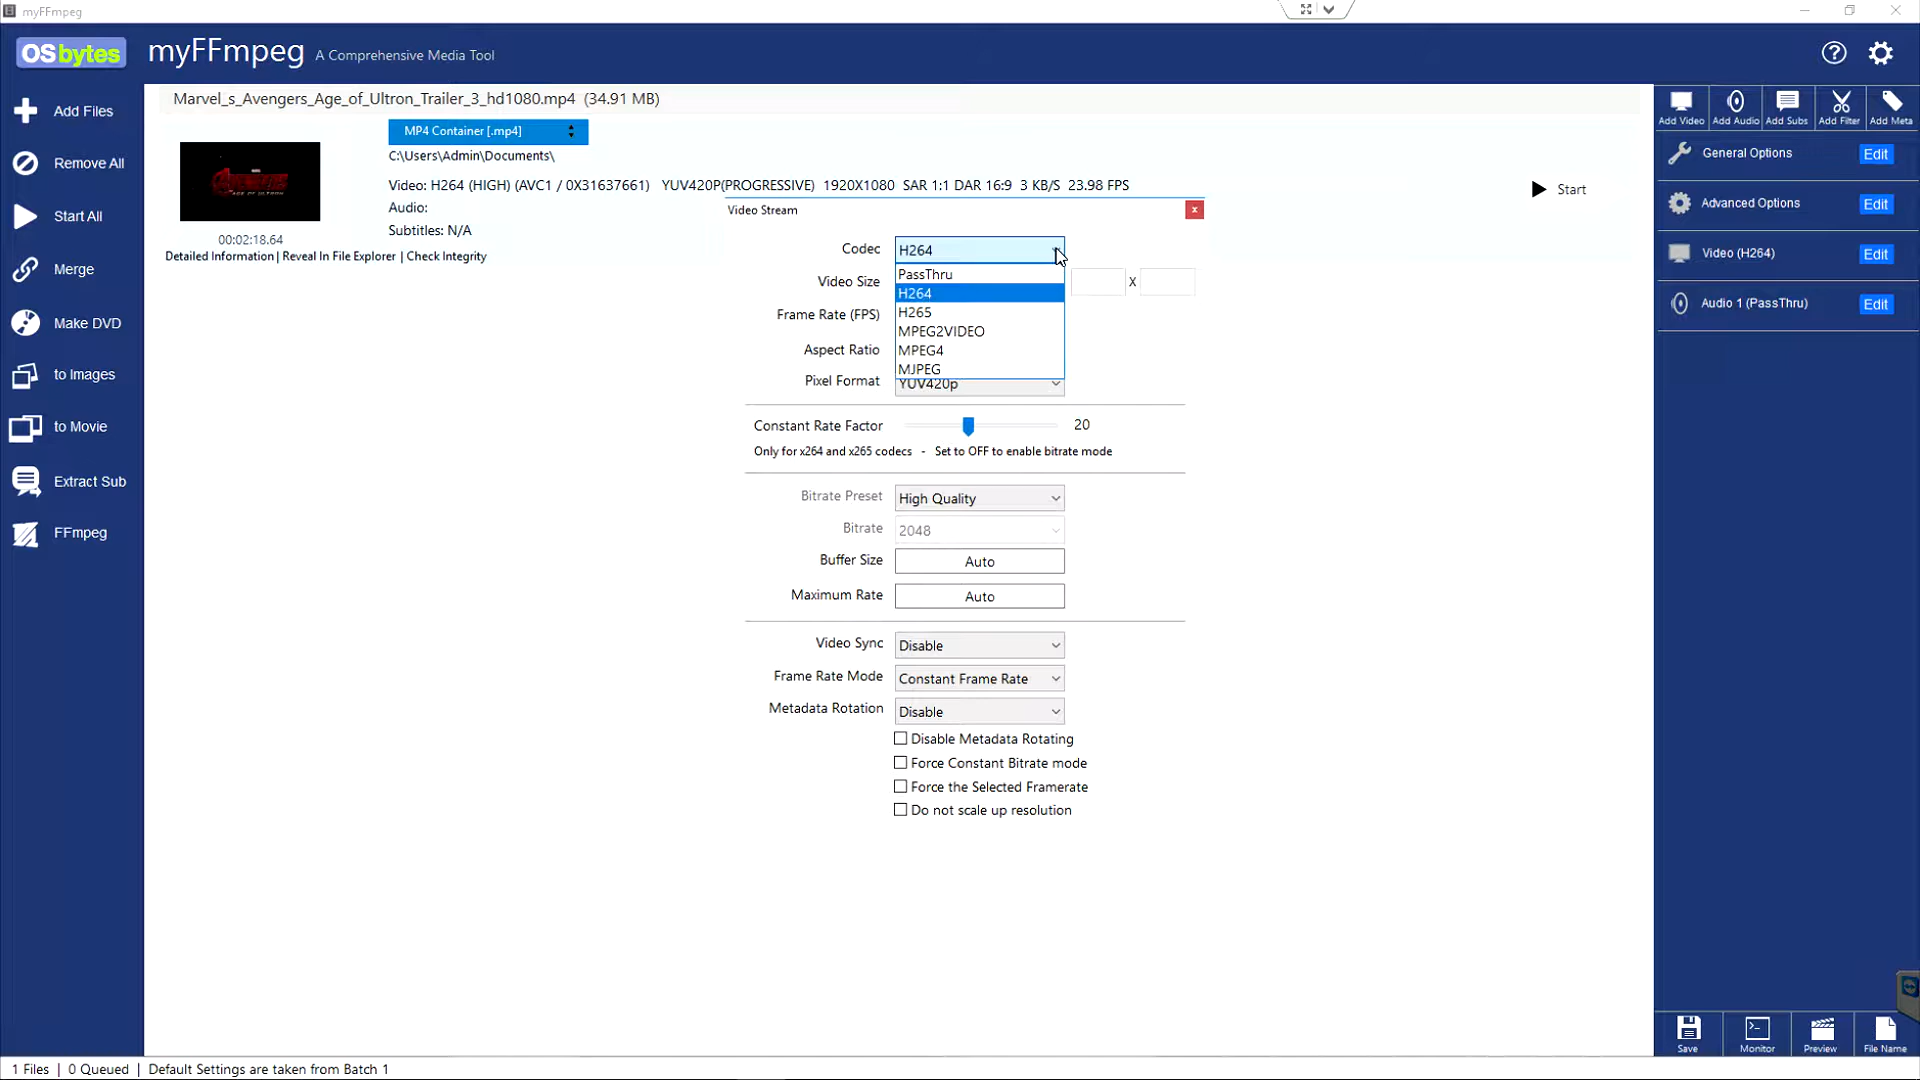 myFFmpeg
OSbytes myFFmpeg A Comprehensive Media Tool
Add Files
Remove All
Start All
Merge
Make DVD
to Images
to Movie
Extract Sub
FFmpeg
Marvel_s_Avengers_Age_of_Ultron_Trailer_3_hd1080.mp4 (34.91 MB)
MP4 Container [.mp4]
C:\Users\Admin\Documents\
Video: H264 (HIGH) (AVC1 / 0X31637661) YUV420P(PROGRESSIVE) 1920X1080 SAR 1:1 DAR 16:9 3 KB/S 23.98 FPS
Audio:
Subtitles: N/A
00:02:18.64
Detailed Information | Reveal In File Explorer | Check Integrity
Start
Video Stream
x
Codec H264
PassThru
H264
H265
MPEG2VIDEO
MPEG4
MJPEG
Video Size X
Frame Rate (FPS)
Aspect Ratio
Pixel Format YUV420p
Constant Rate Factor 20
Only for x264 and x265 codecs - Set to OFF to enable bitrate mode
Bitrate Preset High Quality
Bitrate 2048
Buffer Size Auto
Maximum Rate Auto
Video Sync Disable
Frame Rate Mode Constant Frame Rate
Metadata Rotation Disable
Disable Metadata Rotating
Force Constant Bitrate mode
Force the Selected Framerate
Do not scale up resolution
Add Video Add Audio Add Subs Add Filter Add Meta
General Options Edit
Advanced Options Edit
Video (H264) Edit
Audio 1 (PassThru) Edit
Save Monitor Preview File Name
1 Files | 0 Queued | Default Settings are taken from Batch 1